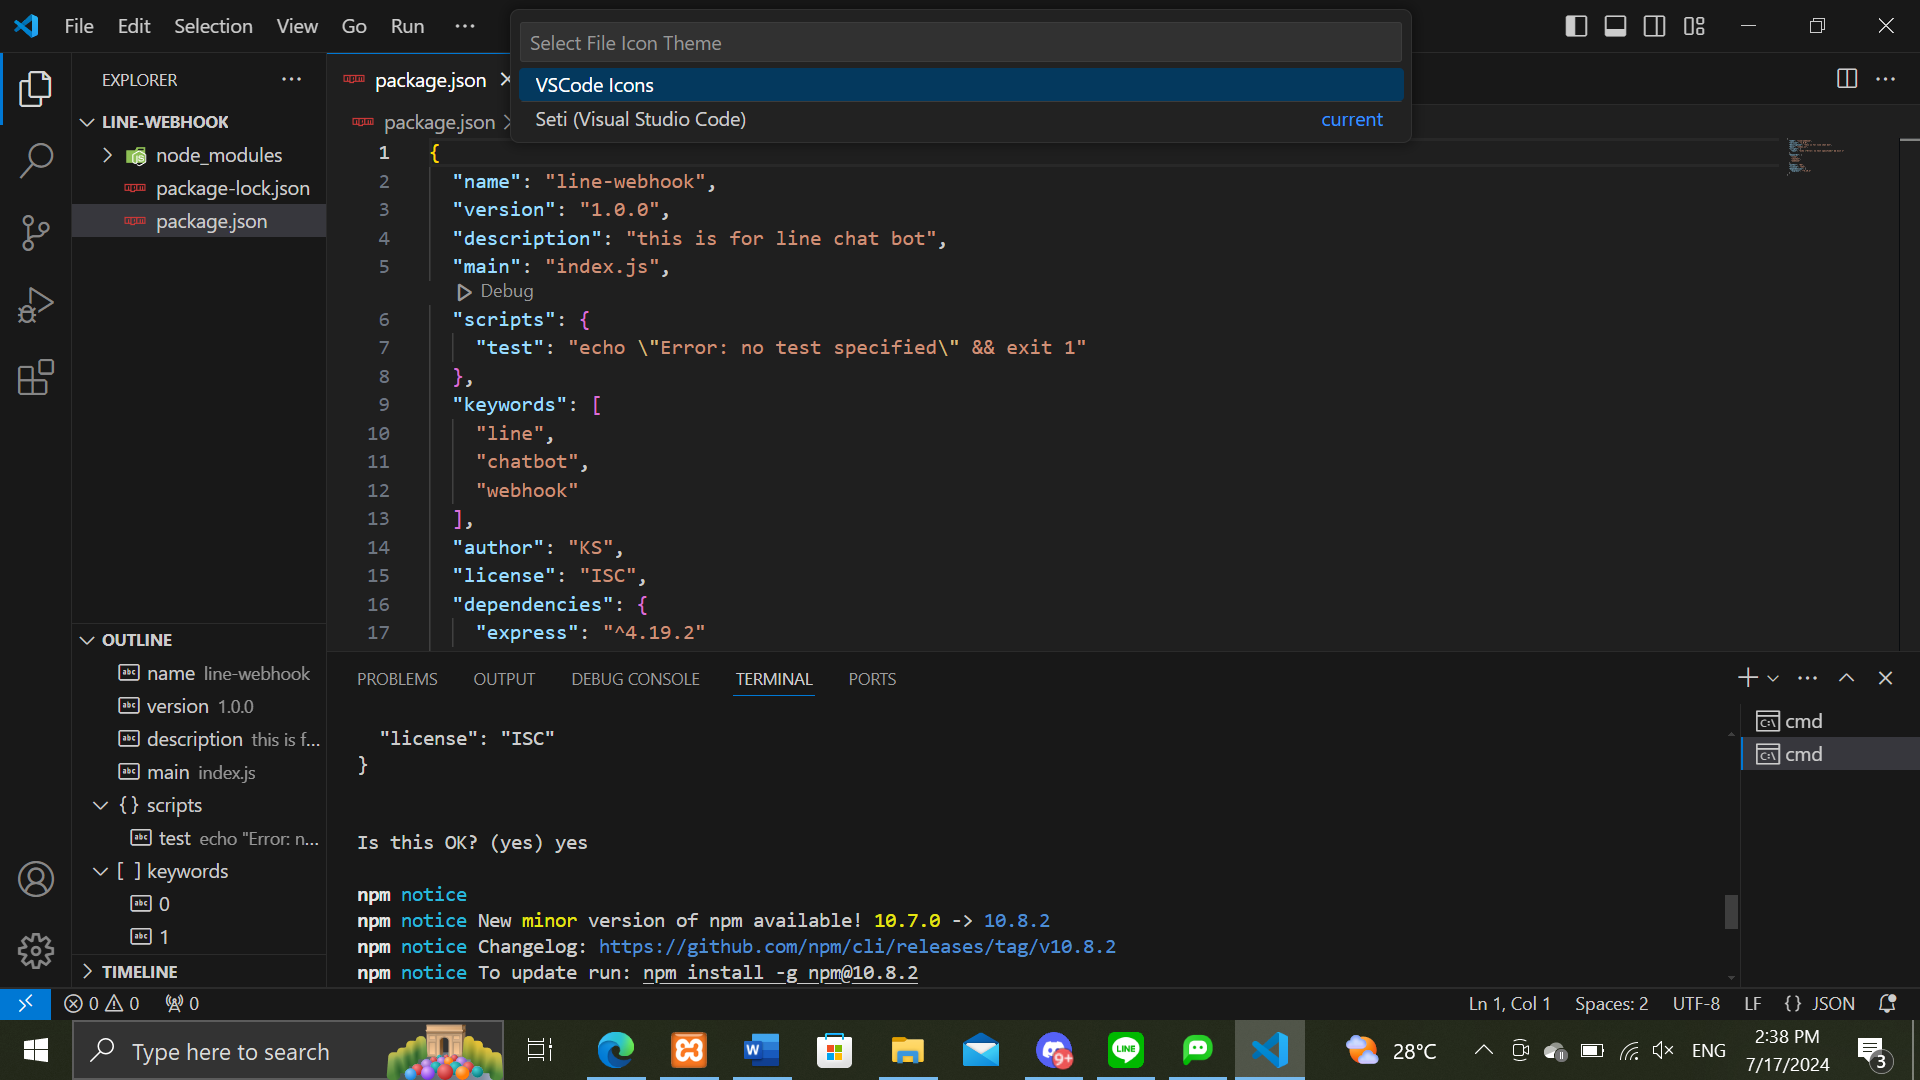 File Edit Selection View Go Run ...
Select File Icon Theme
VSCode Icons
Seti (Visual Studio Code) current
EXPLORER
LINE-WEBHOOK
node_modules
package-lock.json
package.json
package.json
package.json
1 {
2 "name": "line-webhook",
3 "version": "1.0.0",
4 "description": "this is for line chat bot",
5 "main": "index.js",
Debug
6 "scripts": {
7 "test": "echo \"Error: no test specified\" && exit 1"
8 },
9 "keywords": [
10 "line",
11 "chatbot",
12 "webhook"
13 ],
14 "author": "KS",
15 "license": "ISC",
16 "dependencies": {
17 "express": "^4.19.2"
OUTLINE
name line-webhook
version 1.0.0
description this is f...
main index.js
{} scripts
test echo "Error: n...
[ ] keywords
0
1
TIMELINE
PROBLEMS OUTPUT DEBUG CONSOLE TERMINAL PORTS
"license": "ISC"
}
Is this OK? (yes) yes
npm notice
npm notice New minor version of npm available! 10.7.0 -> 10.8.2
npm notice Changelog: https://github.com/npm/cli/releases/tag/v10.8.2
npm notice To update run: npm install -g npm@10.8.2
cmd
cmd
0 0 0
Ln 1, Col 1 Spaces: 2 UTF-8 LF {} JSON
Type here to search
9+
LINE
28°C
ENG
2:38 PM
7/17/2024
3